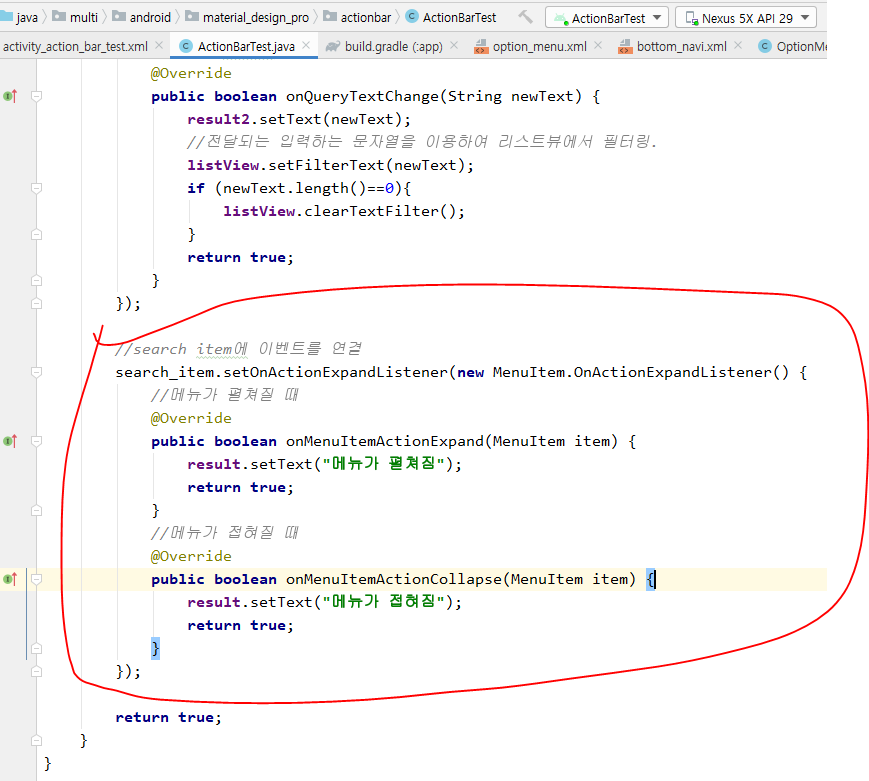 java multi android material_design_pro actionbar ActionBarTest ActionBarTest Nexus 5X API 29
activity_action_bar_test.xml ActionBarTest.java build.gradle (:app) option_menu.xml bottom_navi.xml OptionMe
@Override
public boolean onQueryTextChange(String newText) {
result2.setText(newText);
//전달되는 입력하는 문자열을 이용하여 리스트뷰에서 필터링.
listView.setFilterText(newText);
if (newText.length()==0){
listView.clearTextFilter();
}
return true;
}
});
//search item에 이벤트를 연결
search_item.setOnActionExpandListener(new MenuItem.OnActionExpandListener() {
//메뉴가 펼쳐질 때
@Override
public boolean onMenuItemActionExpand(MenuItem item) {
result.setText("메뉴가 펼쳐짐");
return true;
}
//메뉴가 접혀질 때
@Override
public boolean onMenuItemActionCollapse(MenuItem item) {
result.setText("메뉴가 접혀짐");
return true;
}
});
return true;
}
}